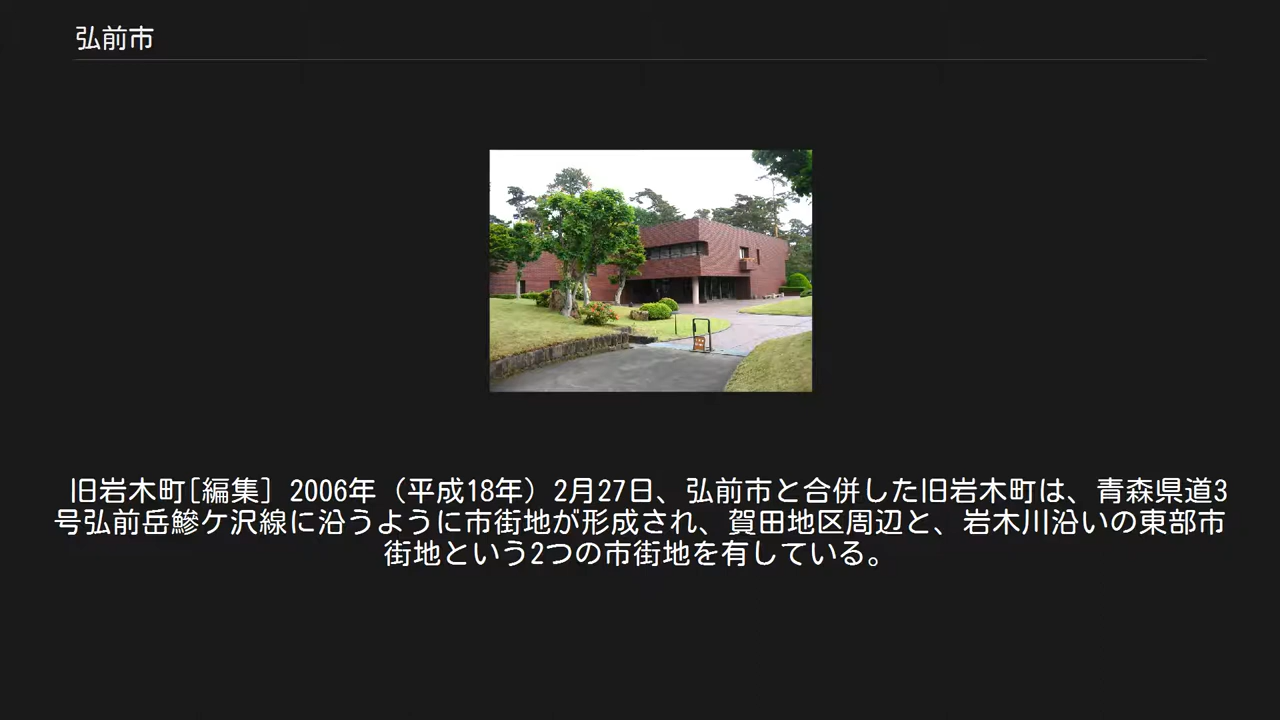 弘前市
旧岩木町[編集] 2006年（平成18年）2月27日、弘前市と合併した旧岩木町は、青森県道3
号弘前岳鰺ケ沢線に沿うように市街地が形成され、賀田地区周辺と、岩木川沿いの東部市
街地という2つの市街地を有している。